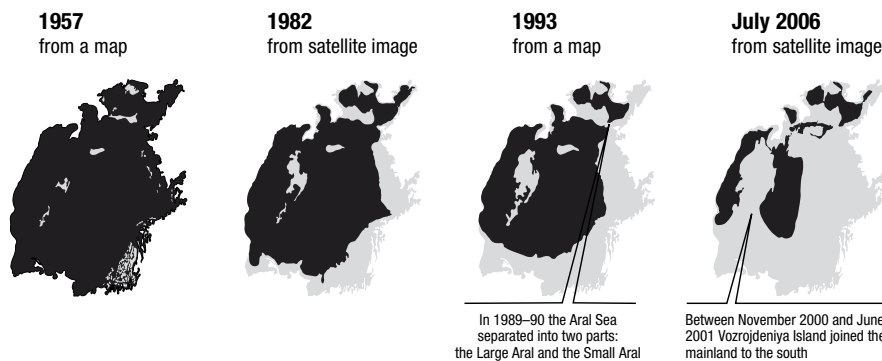 1957
from a map
1982
from satellite image
1993
from a map
July 2006
from satellite image
In 1989–90 the Aral Sea
separated into two parts:
the Large Aral and the Small Aral
Between November 2000 and June
2001 Vozrojdeniya Island joined the
mainland to the south